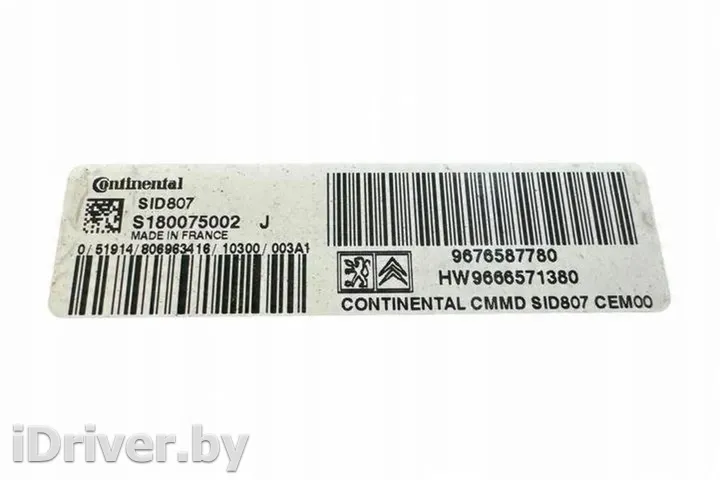 Continental
SID807
S180075002 J
MADE IN FRANCE
0/51914/806963416/10300/003A1
9676587780
HW9666571380
CONTINENTAL CMMD SID807 CEM00
iDriver.by